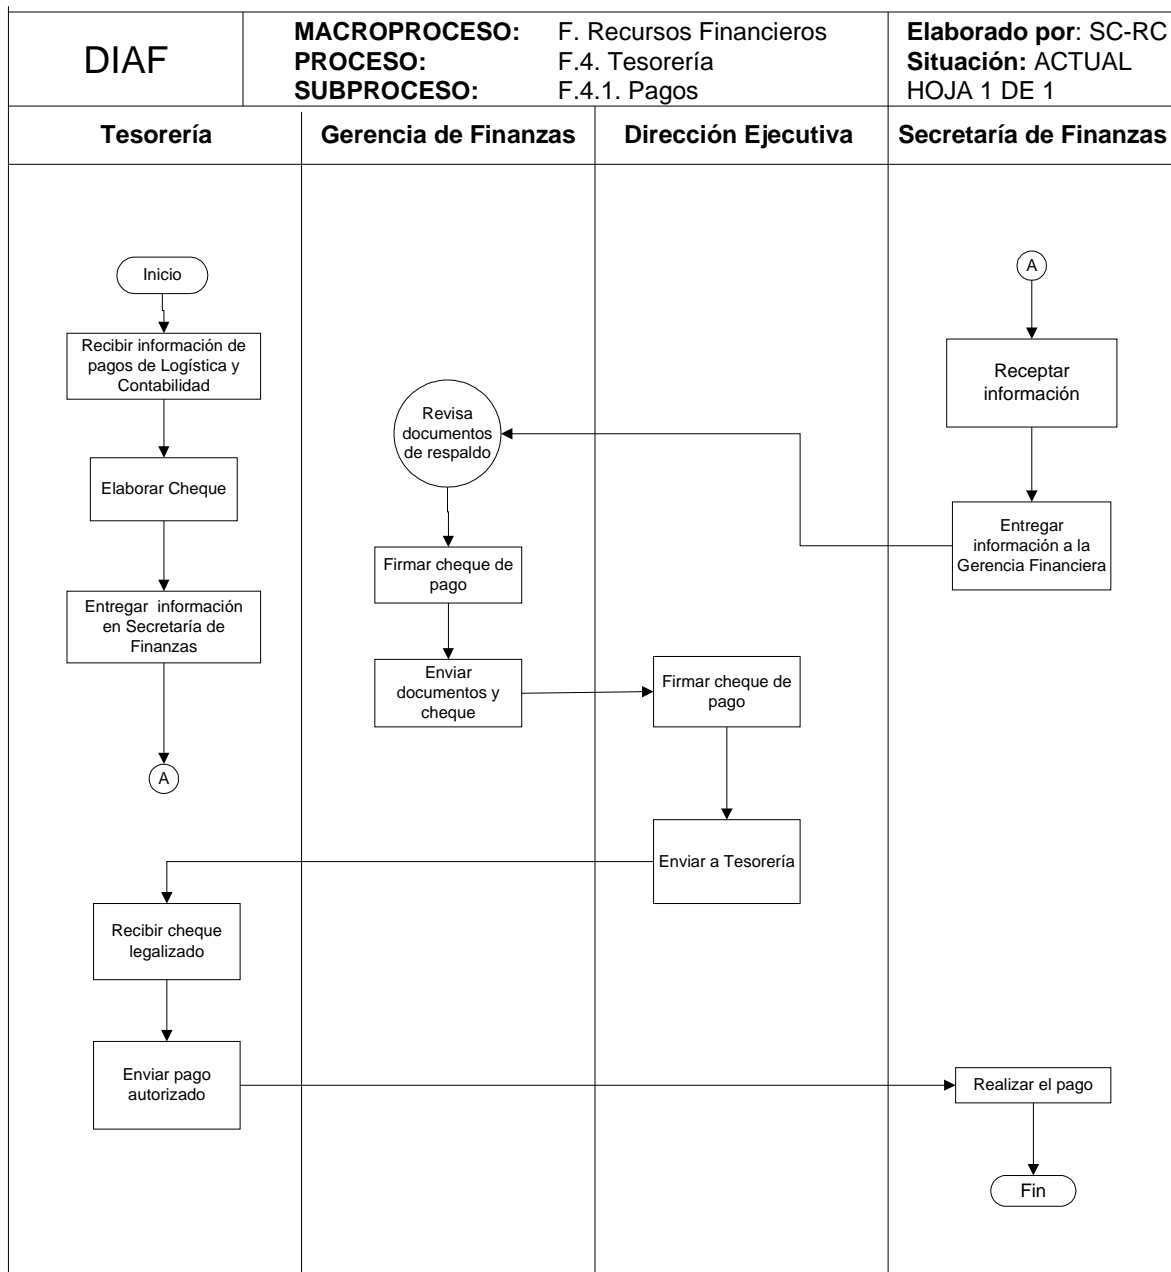 DIAF
MACROPROCESO: F. Recursos Financieros
PROCESO: F.4. Tesorería
SUBPROCESO: F.4.1. Pagos
Elaborado por: SC-RC
Situación: ACTUAL
HOJA 1 DE 1
Tesorería
Gerencia de Finanzas
Dirección Ejecutiva
Secretaría de Finanzas
Inicio
Recibir información de
pagos de Logística y
Contabilidad
Elaborar Cheque
Entregar información
en Secretaría de
Finanzas
A
A
Receptar
información
Entregar
información a la
Gerencia Financiera
Revisa
documentos
de respaldo
Firmar cheque de
pago
Enviar
documentos y
cheque
Firmar cheque de
pago
Enviar a Tesorería
Recibir cheque
legalizado
Enviar pago
autorizado
Realizar el pago
Fin